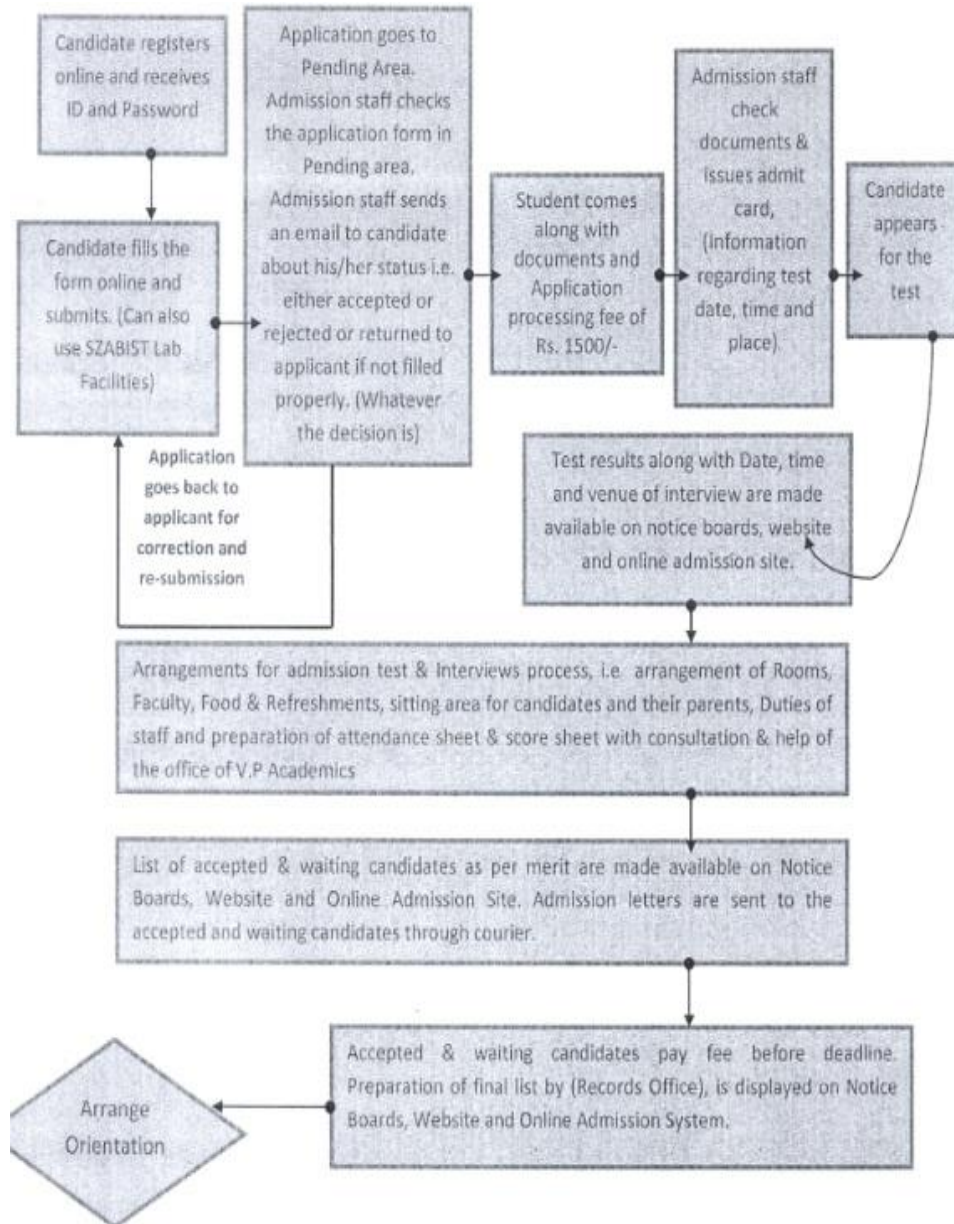 Candidate registers
online and receives
ID and Password
Candidate fills the
form online and
submits. (Can also
use SZABIST Lab
Facilities)
Application goes to
Pending Area.
Admission staff checks
the application form in
Pending area.
Admission staff sends
an email to candidate
about his/her status i.e.
either accepted or
rejected or returned to
applicant if not filled
properly. (Whatever
the decision is)
Application
goes back to
applicant for
correction and
re-submission
Student comes
along with
documents and
Application
processing fee of
Rs. 1500/-
Admission staff
check
documents &
issues admit
card,
(Information
regarding test
date, time and
place).
Candidate
appears
for the
test
Test results along with Date, time
and venue of interview are made
available on notice boards, website
and online admission site.
Arrangements for admission test & Interviews process, i.e arrangement of Rooms,
Faculty, Food & Refreshments, sitting area for candidates and their parents, Duties of
staff and preparation of attendance sheet & score sheet with consultation & help of
the office of V.P Academics
List of accepted & waiting candidates as per merit are made available on Notice
Boards, Website and Online Admission Site. Admission letters are sent to the
accepted and waiting candidates through courier.
Accepted & waiting candidates pay fee before deadline.
Preparation of final list by (Records Office), is displayed on Notice
Boards, Website and Online Admission System.
Arrange
Orientation